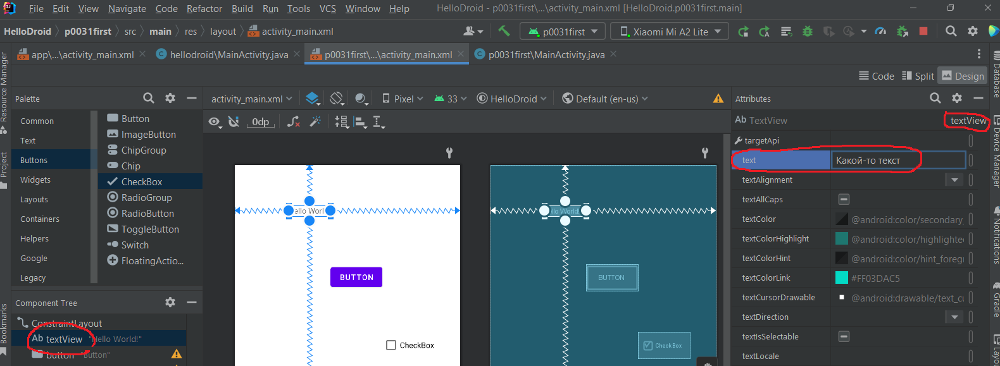 File Edit View Navigate Code Refactor Build Run Tools VCS Window Help HelloDroid - p0031first\...\activity_main.xml [HelloDroid.p0031first.main]
HelloDroid p0031first src main res layout activity_main.xml p0031first Xiaomi Mi A2 Lite
app\...\activity_main.xml hellodroid\MainActivity.java p0031first\...\activity_main.xml p0031first\MainActivity.java
Code Split Design
Resource Manager
Project
Bookmarks
Palette
Common
Text
Buttons
Widgets
Layouts
Containers
Helpers
Google
Legacy
Button
ImageButton
ChipGroup
Chip
CheckBox
RadioGroup
RadioButton
ToggleButton
Switch
FloatingActio...
Component Tree
ConstraintLayout
Ab textView "Hello World!"
button "Button"
activity_main.xml Pixel 33 HelloDroid Default (en-us)
0dp
BUTTON
CheckBox
BUTTON
CheckBox
Attributes
Ab TextView textView
targetApi
text Какой-то текст
textAlignment
textAllCaps
textColor @android:color/secondary_
textColorHighlight @android:color/highlighte
textColorHint @android:color/hint_foreg
textColorLink #FF03DAC5
textCursorDrawable @android:drawable/text_cu
textDirection
textIsSelectable
textLocale
Database
Device Manager
Notifications
Gradle